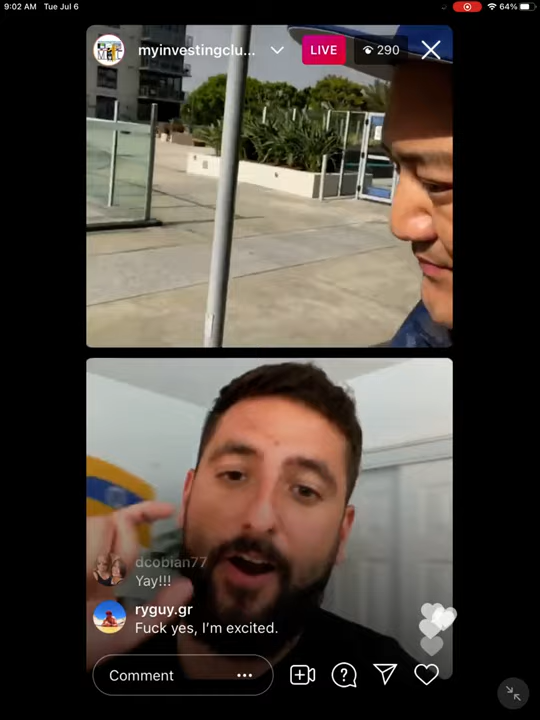 9:02 AM Tue Jul 6
64%
myinvestingclu...
LIVE
290
dcobian77
Yay!!!
ryguy.gr
Fuck yes, I'm excited.
Comment